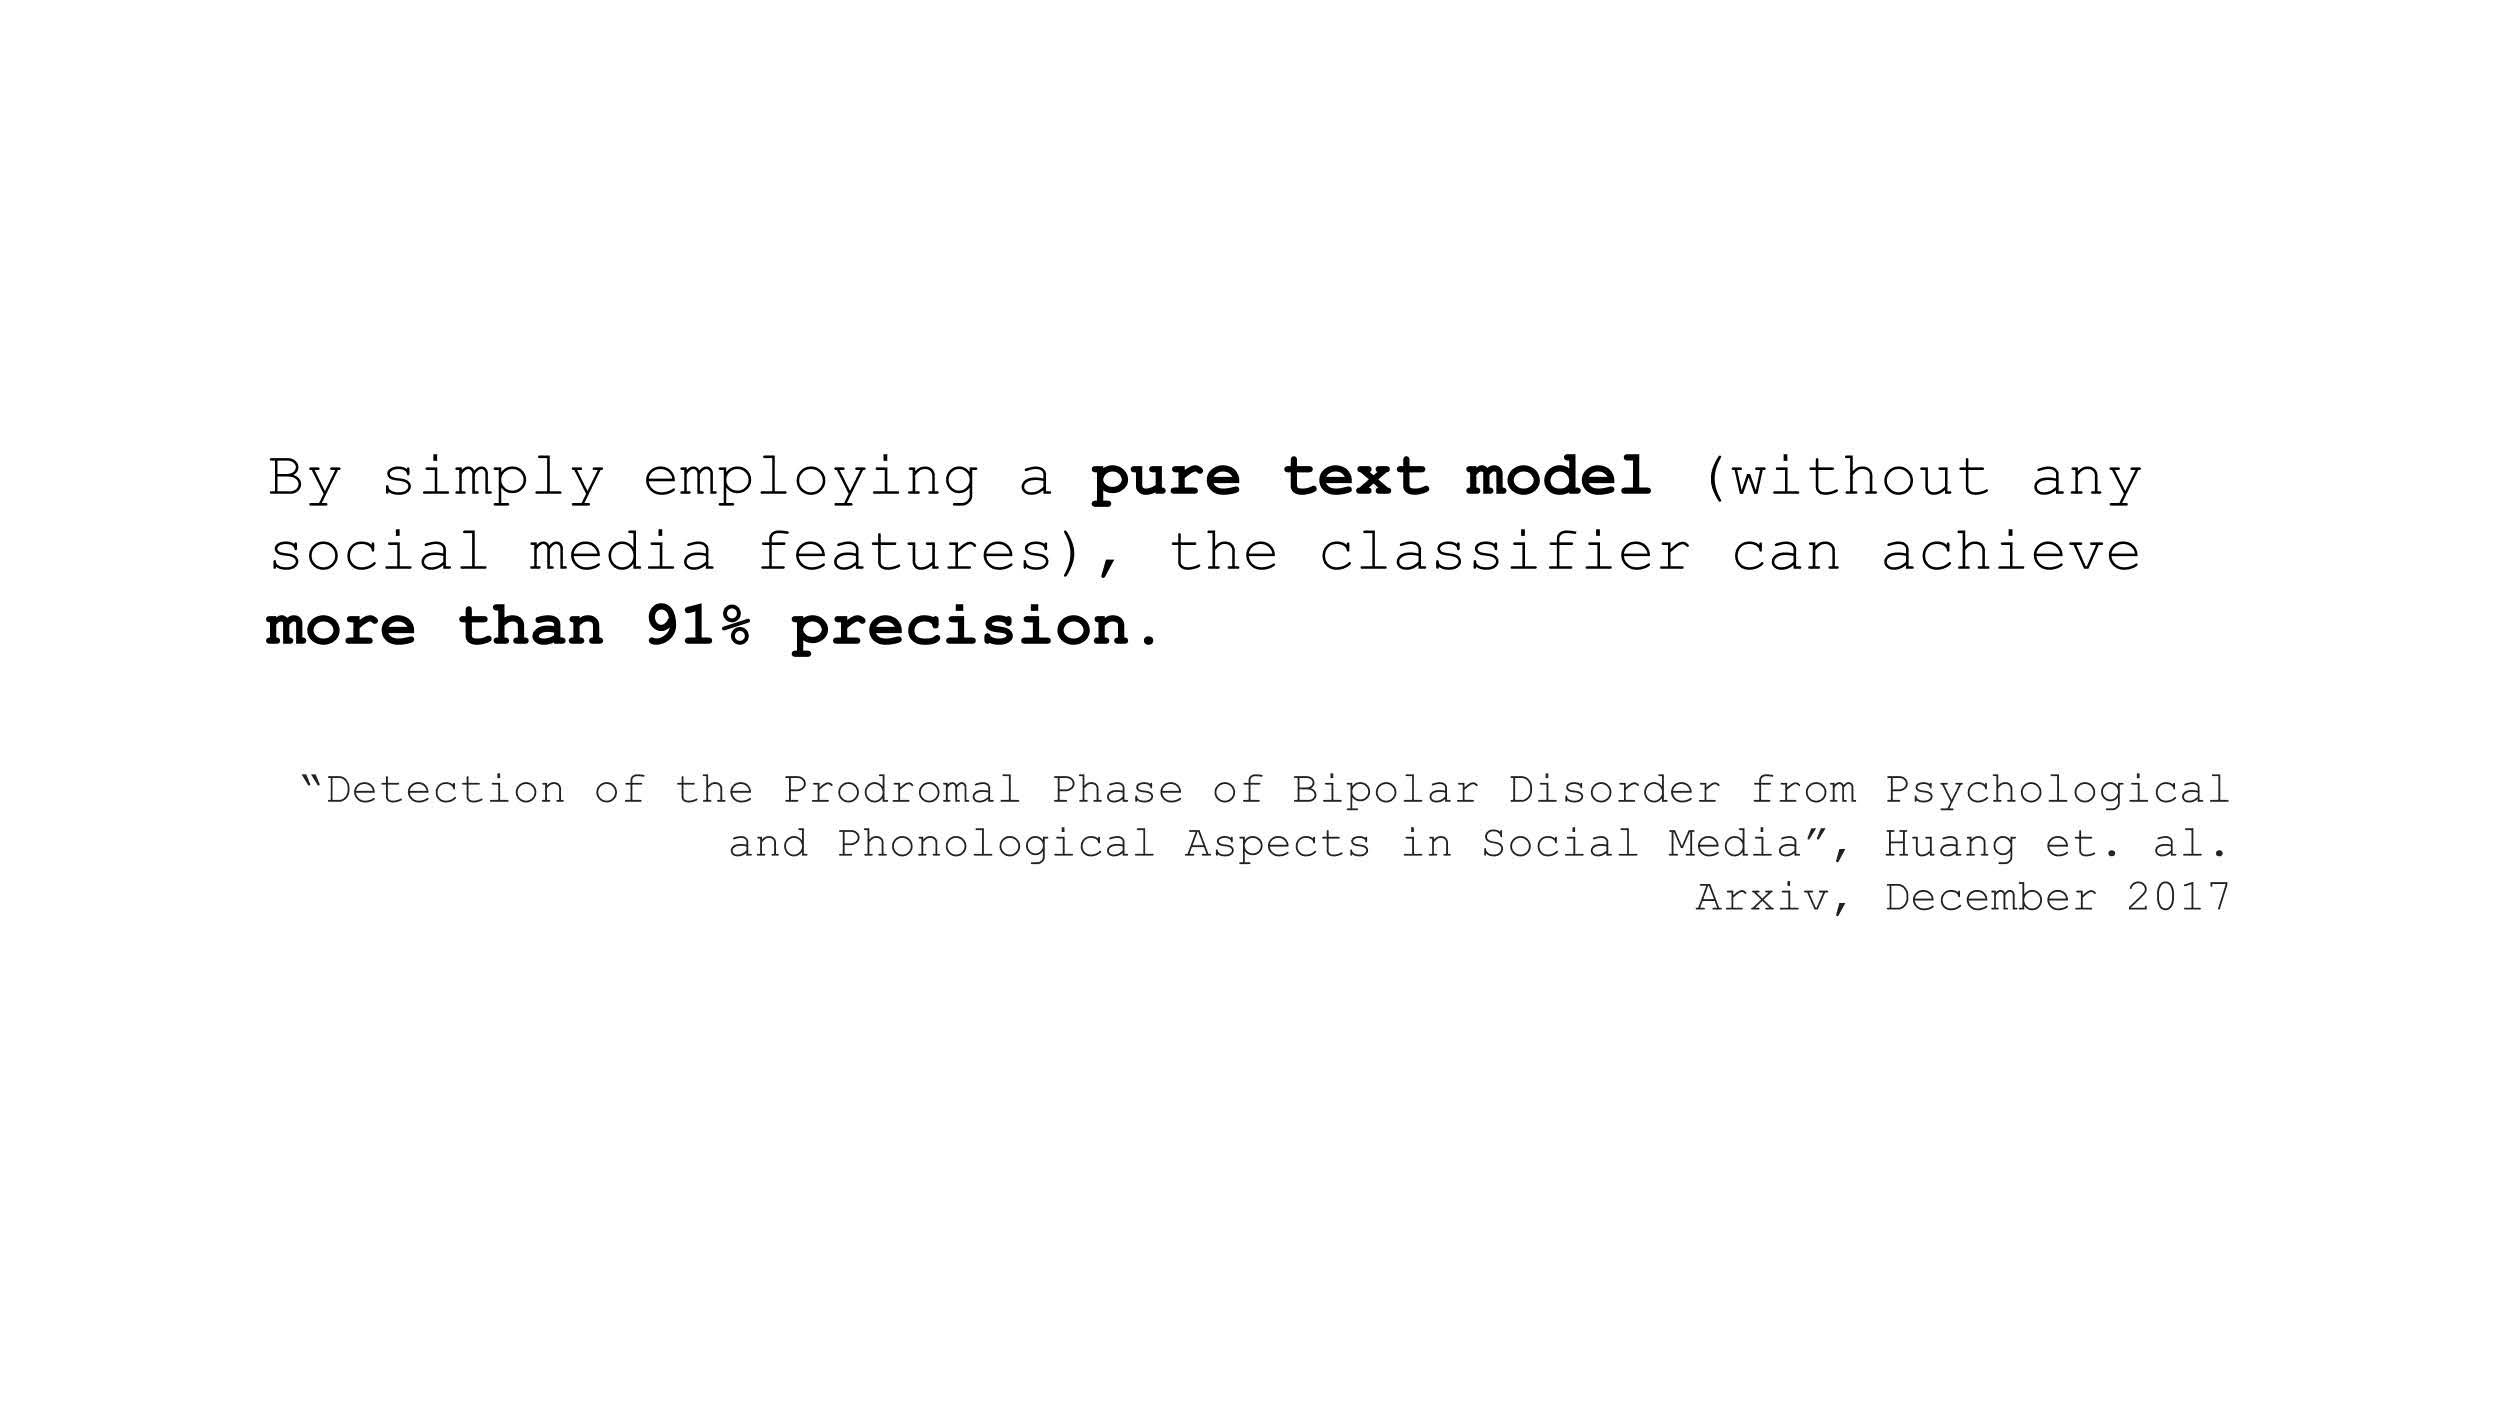 By simply employing a pure text model (without any
social media features), the classifier can achieve
more than 91% precision.
“Detection of the Prodromal Phase of Bipolar Disorder from Psychological
and Phonological Aspects in Social Media”, Huang et. al.
Arxiv, December 2017